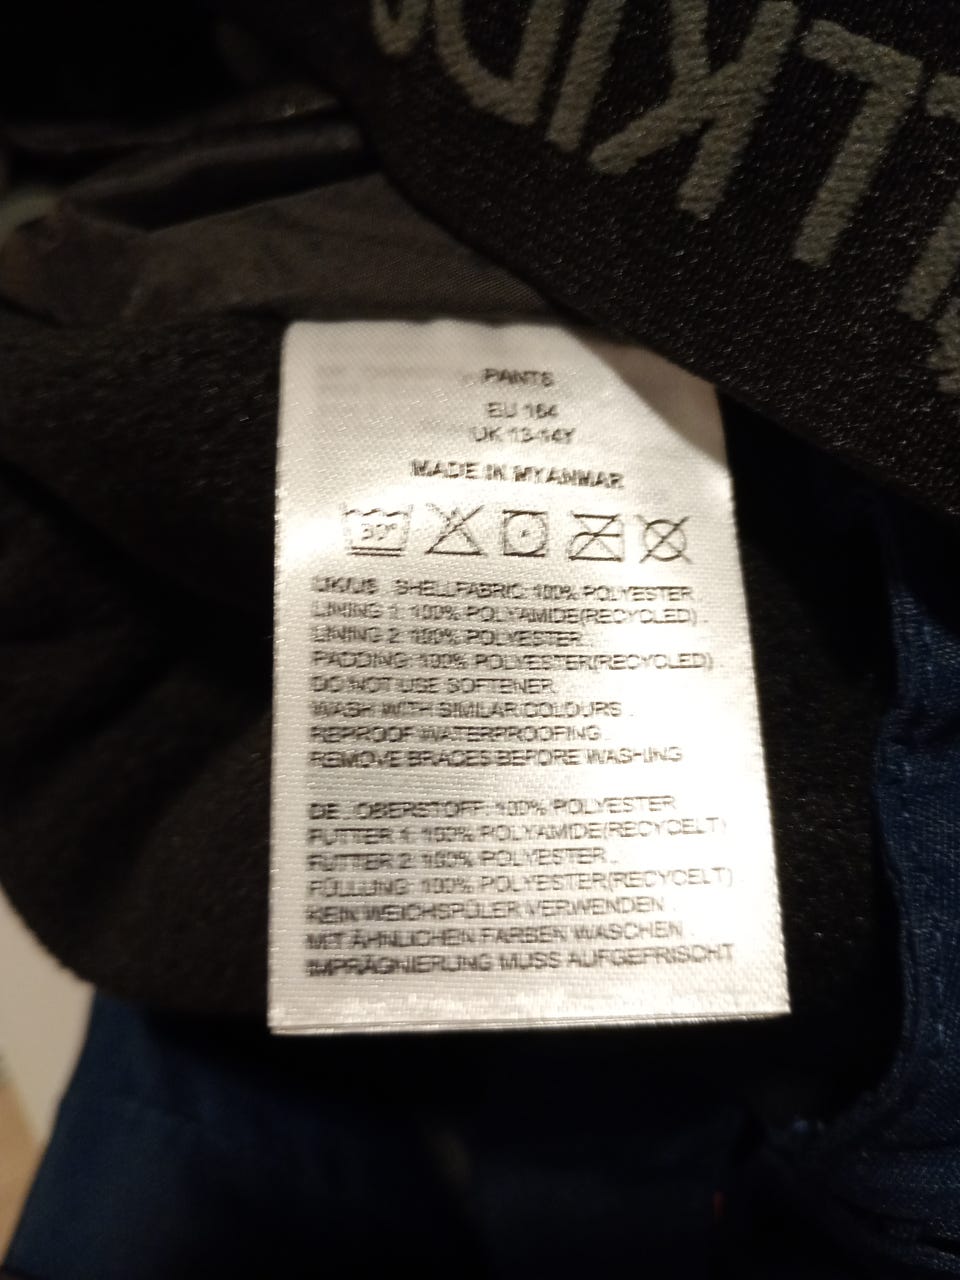 PANTS
EU 164
UK 13-14Y
MADE IN MYANMAR
30°
UK/US : SHELLFABRIC: 100% POLYESTER.
LINING 1: 100% POLYAMIDE(RECYCLED) .
LINING 2: 100% POLYESTER .
PADDING: 100% POLYESTER(RECYCLED)
DO NOT USE SOFTENER
WASH WITH SIMILAR COLOURS .
REPROOF WATERPROOFING .
REMOVE BRACES BEFORE WASHING
DE : OBERSTOFF: 100% POLYESTER
FUTTER 1: 100% POLYAMIDE(RECYCELT)
FUTTER 2: 100% POLYESTER .
FÜLLUNG: 100% POLYESTER(RECYCELT)
KEIN WEICHSPÜLER VERWENDEN .
MIT ÄHNLICHEN FARBEN WASCHEN .
IMPRÄGNIERUNG MUSS AUFGEFRISCHT